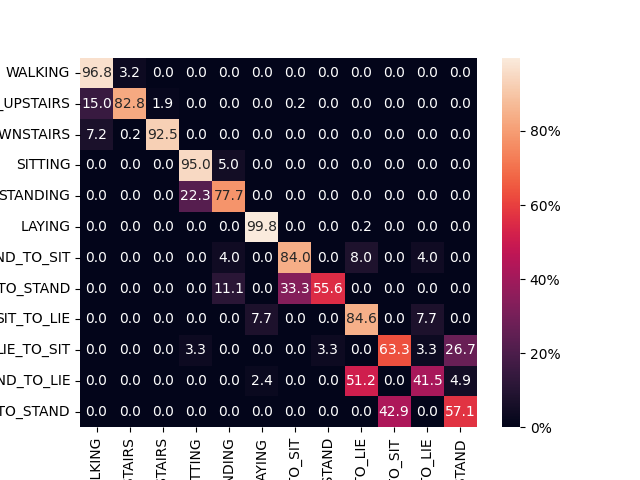 WALKING 96.8 3.2 0.0 0.0 0.0 0.0 0.0 0.0 0.0 0.0 0.0 0.0
_UPSTAIRS 15.0 82.8 1.9 0.0 0.0 0.0 0.2 0.0 0.0 0.0 0.0 0.0
WNSTAIRS 7.2 0.2 92.5 0.0 0.0 0.0 0.0 0.0 0.0 0.0 0.0 0.0
SITTING 0.0 0.0 0.0 95.0 5.0 0.0 0.0 0.0 0.0 0.0 0.0 0.0
STANDING 0.0 0.0 0.0 22.3 77.7 0.0 0.0 0.0 0.0 0.0 0.0 0.0
LAYING 0.0 0.0 0.0 0.0 0.0 99.8 0.0 0.0 0.2 0.0 0.0 0.0
ND_TO_SIT 0.0 0.0 0.0 0.0 4.0 0.0 84.0 0.0 8.0 0.0 4.0 0.0
TO_STAND 0.0 0.0 0.0 0.0 11.1 0.0 33.3 55.6 0.0 0.0 0.0 0.0
SIT_TO_LIE 0.0 0.0 0.0 0.0 0.0 7.7 0.0 0.0 84.6 0.0 7.7 0.0
LIE_TO_SIT 0.0 0.0 0.0 3.3 0.0 0.0 0.0 3.3 0.0 63.3 3.3 26.7
ND_TO_LIE 0.0 0.0 0.0 0.0 0.0 2.4 0.0 0.0 51.2 0.0 41.5 4.9
TO_STAND 0.0 0.0 0.0 0.0 0.0 0.0 0.0 0.0 0.0 42.9 0.0 57.1
LKING
TAIRS
TAIRS
TTING
NDING
AYING
TO_SIT
STAND
TO_LIE
TO_SIT
TO_LIE
TAND
80%
60%
40%
20%
0%